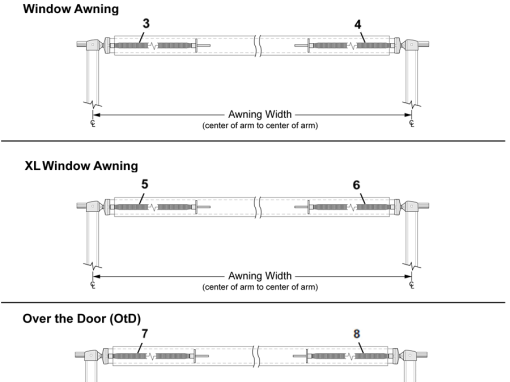 Window Awning
3 4
Awning Width
(center of arm to center of arm)
℄ ℄
XL Window Awning
5 6
Awning Width
(center of arm to center of arm)
℄ ℄
Over the Door (OtD)
7 8